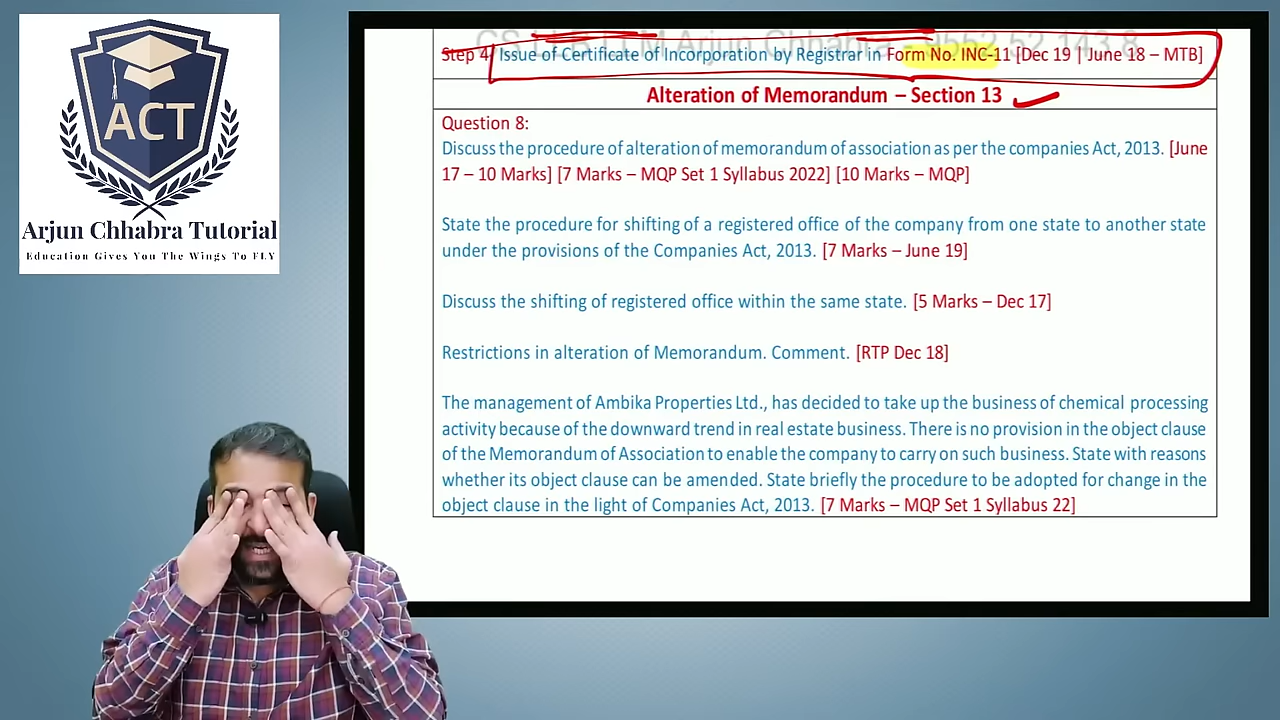 ACT
Arjun Chhabra Tutorial
Education Gives You The Wings To FLY
CS LLB LLM Arjun Chhabra - 9552 52 143 8
Step 4 Issue of Certificate of Incorporation by Registrar in Form No. INC-11 [Dec 19 | June 18 – MTB]
Alteration of Memorandum – Section 13
Question 8:
Discuss the procedure of alteration of memorandum of association as per the companies Act, 2013. [June
17 – 10 Marks] [7 Marks – MQP Set 1 Syllabus 2022] [10 Marks – MQP]
State the procedure for shifting of a registered office of the company from one state to another state
under the provisions of the Companies Act, 2013. [7 Marks – June 19]
Discuss the shifting of registered office within the same state. [5 Marks – Dec 17]
Restrictions in alteration of Memorandum. Comment. [RTP Dec 18]
The management of Ambika Properties Ltd., has decided to take up the business of chemical processing
activity because of the downward trend in real estate business. There is no provision in the object clause
of the Memorandum of Association to enable the company to carry on such business. State with reasons
whether its object clause can be amended. State briefly the procedure to be adopted for change in the
object clause in the light of Companies Act, 2013. [7 Marks – MQP Set 1 Syllabus 22]